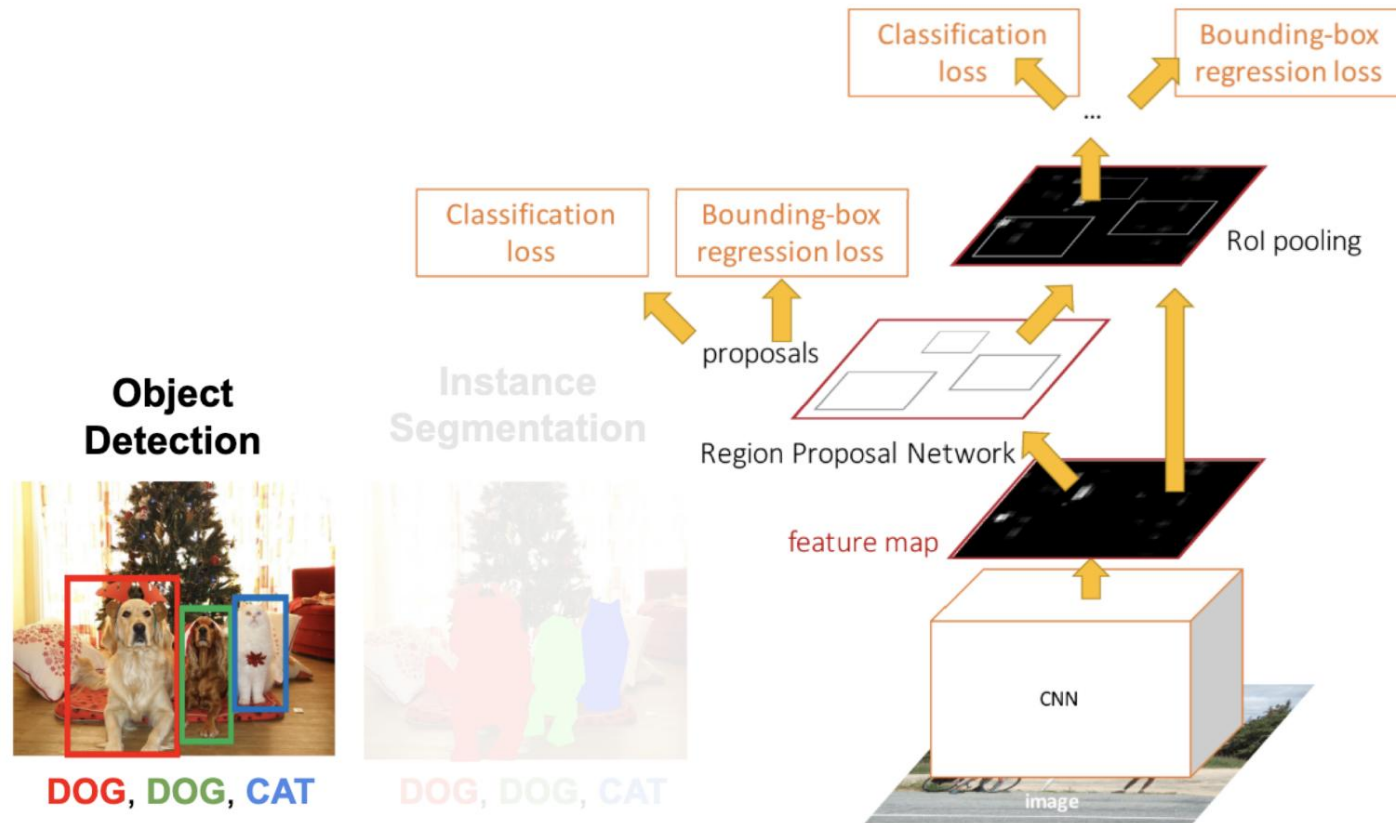 Classification
loss
Bounding-box
regression loss
...
Classification
loss
Bounding-box
regression loss
RoI pooling
proposals
Object
Detection
Instance
Segmentation
Region Proposal Network
feature map
CNN
image
DOG, DOG, CAT
DOG, DOG, CAT